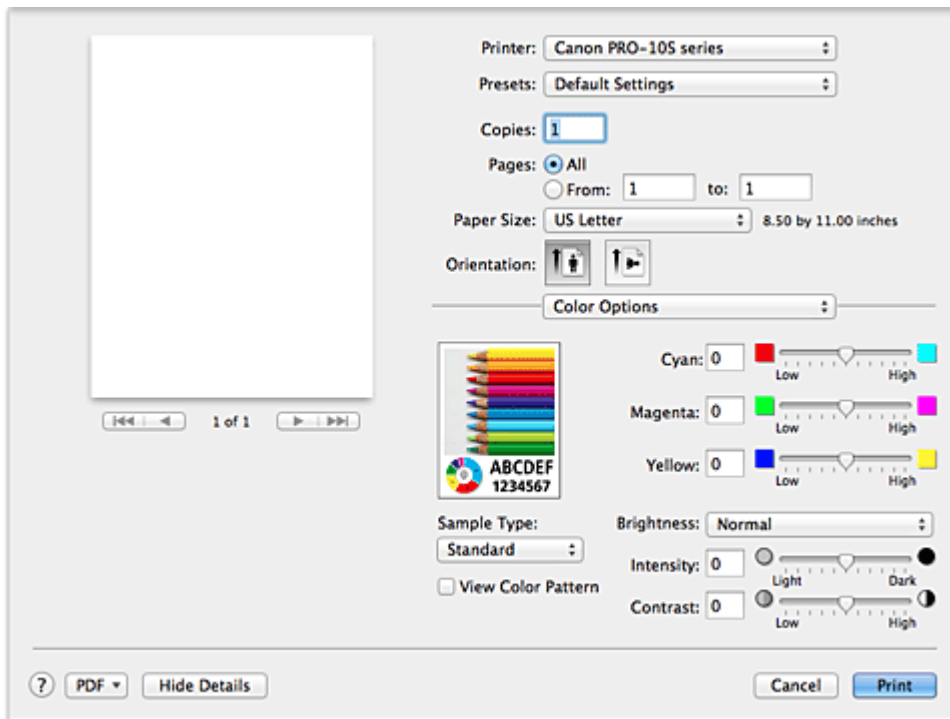 Printer: Canon PRO-10S series
Presets: Default Settings
Copies: 1
Pages: All
From: 1 to: 1
Paper Size: US Letter 8.50 by 11.00 inches
Orientation:
Color Options
1 of 1
Cyan: 0
Low High
Magenta: 0
Low High
Yellow: 0
Low High
ABCDEF
1234567
Sample Type:
Standard
View Color Pattern
Brightness: Normal
Intensity: 0
Light Dark
Contrast: 0
Low High
? PDF Hide Details Cancel Print